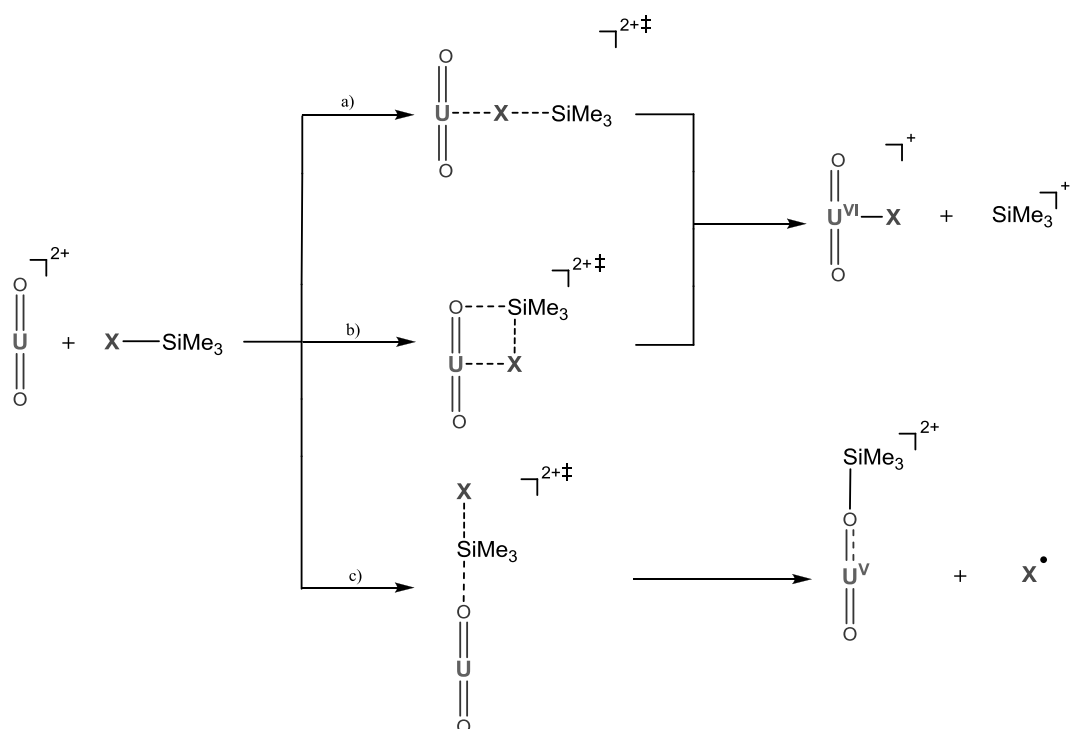 O
U
O
2+
+
X
SiMe3
a)
O
U
O
X
SiMe3
2+‡
b)
O
U
O
SiMe3
X
2+‡
c)
X
SiMe3
O
U
O
2+‡
O
U^VI
O
X
+
+
SiMe3
+
SiMe3
2+
O
U^V
O
+
X•